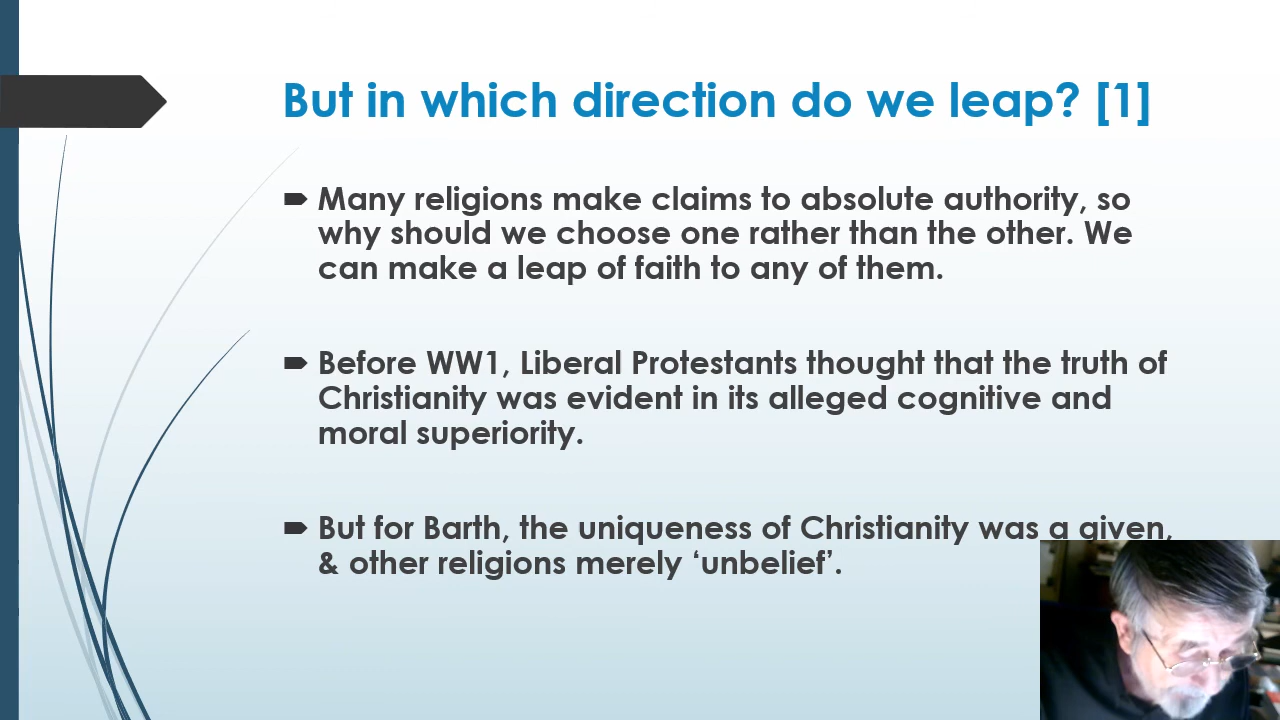 But in which direction do we leap? [1]
Many religions make claims to absolute authority, so
why should we choose one rather than the other. We
can make a leap of faith to any of them.
Before WW1, Liberal Protestants thought that the truth of
Christianity was evident in its alleged cognitive and
moral superiority.
But for Barth, the uniqueness of Christianity was a given,
& other religions merely ‘unbelief’.